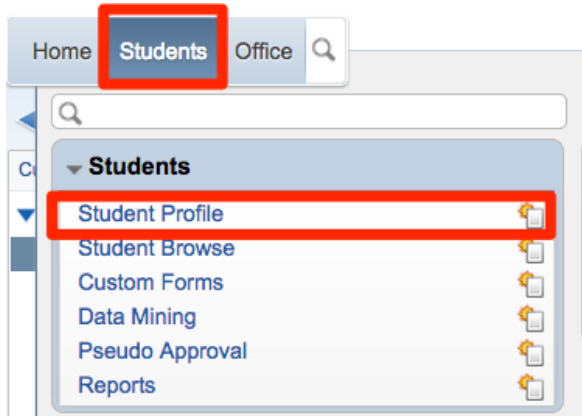 Home Students Office
Students
Student Profile
Student Browse
Custom Forms
Data Mining
Pseudo Approval
Reports